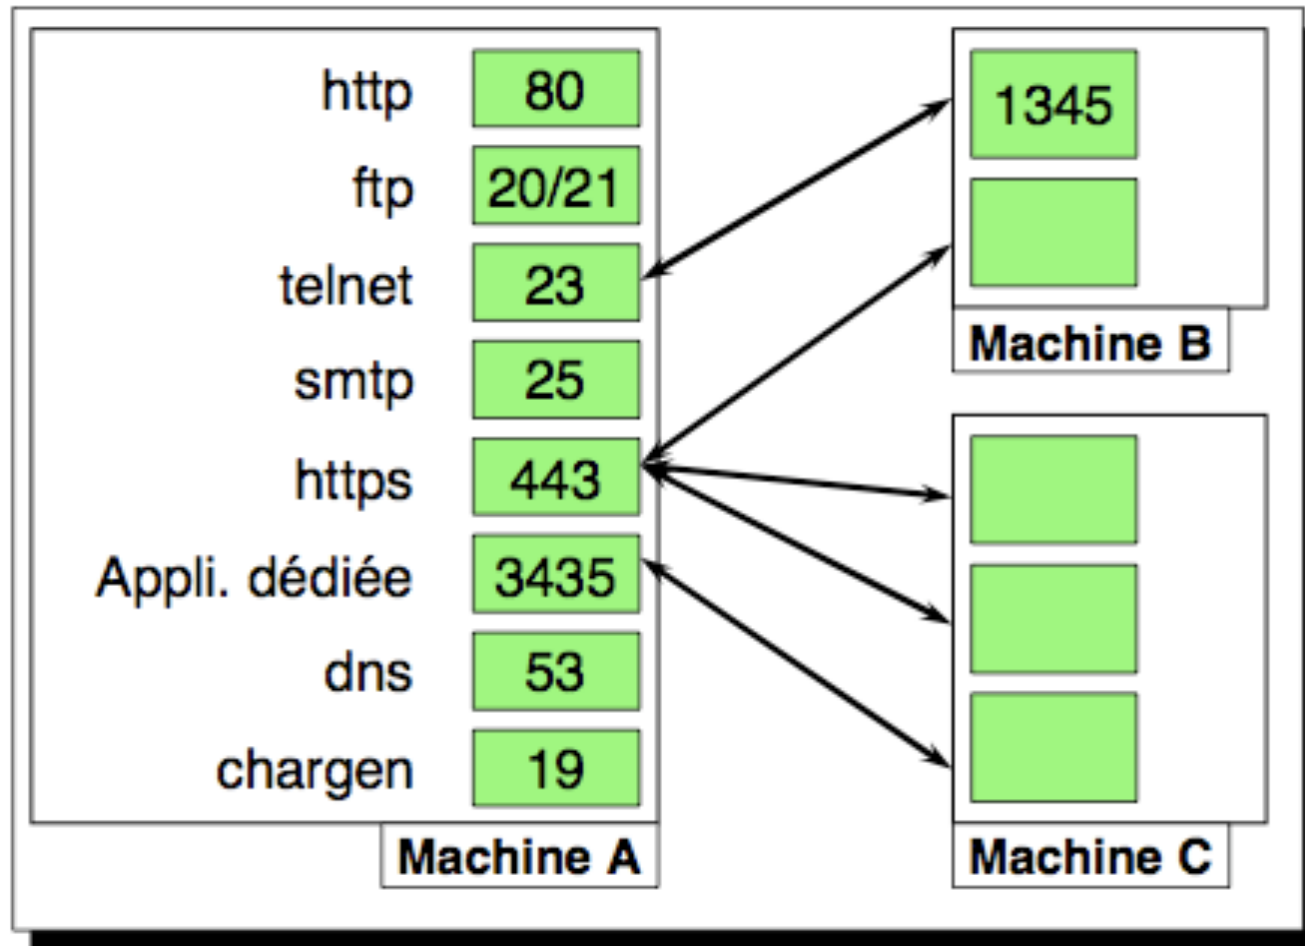 http 80
ftp 20/21
telnet 23
smtp 25
https 443
Appli. dédiée 3435
dns 53
chargen 19
Machine A
1345
Machine B
Machine C